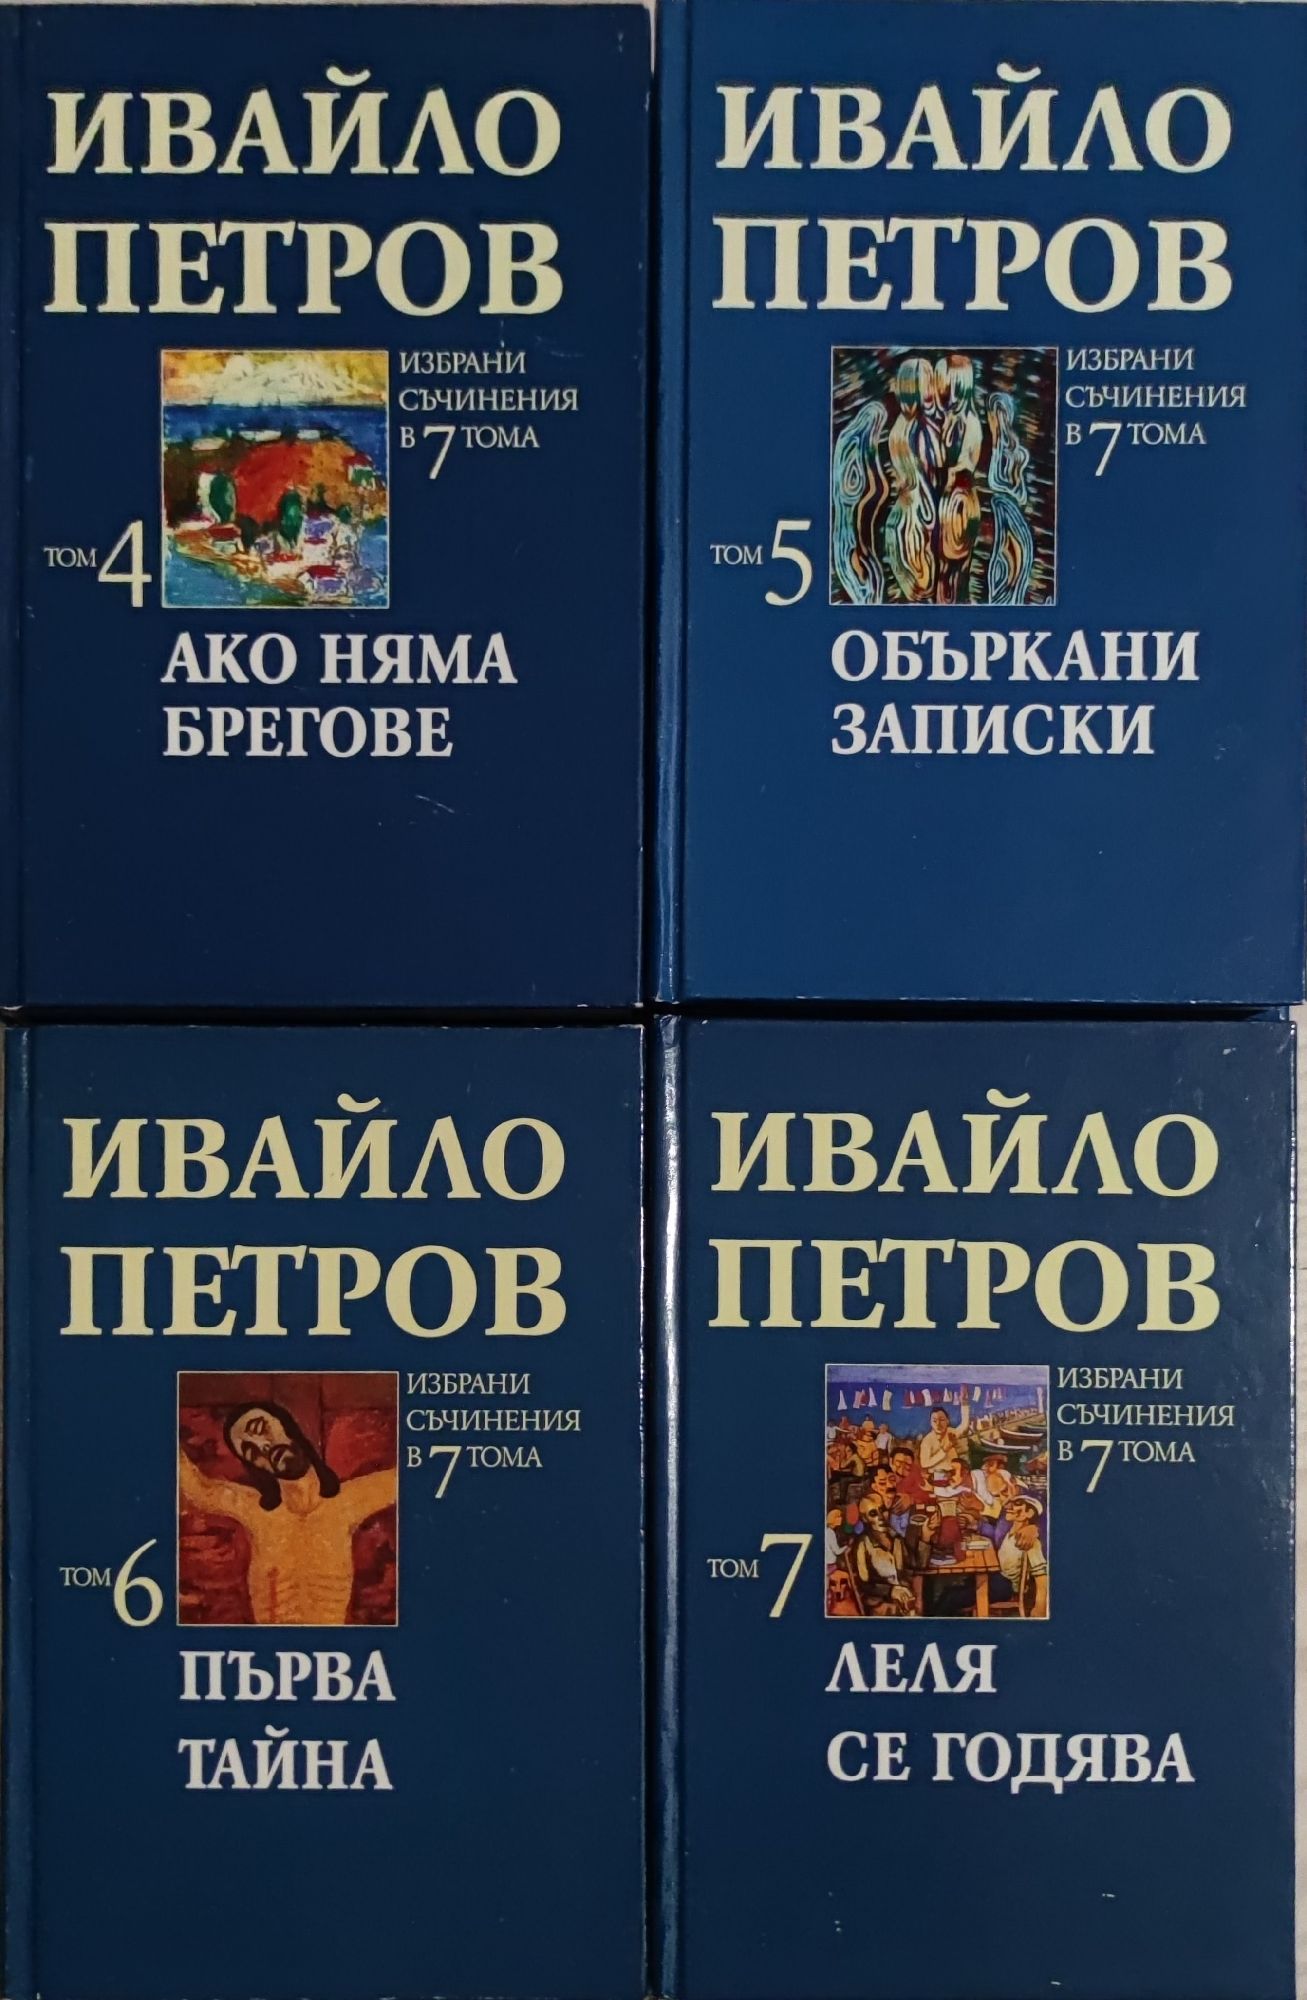 ИВАЙЛО
ПЕТРОВ
ИЗБРАНИ
СЪЧИНЕНИЯ
В 7 ТОМА
ТОМ 4
АКО НЯМА
БРЕГОВЕ
ИВАЙЛО
ПЕТРОВ
ИЗБРАНИ
СЪЧИНЕНИЯ
В 7 ТОМА
ТОМ 5
ОБЪРКАНИ
ЗАПИСКИ
ИВАЙЛО
ПЕТРОВ
ИЗБРАНИ
СЪЧИНЕНИЯ
В 7 ТОМА
ТОМ 6
ПЪРВА
ТАЙНА
ИВАЙЛО
ПЕТРОВ
ИЗБРАНИ
СЪЧИНЕНИЯ
В 7 ТОМА
ТОМ 7
ЛЕЛЯ
СЕ ГОДЯВА